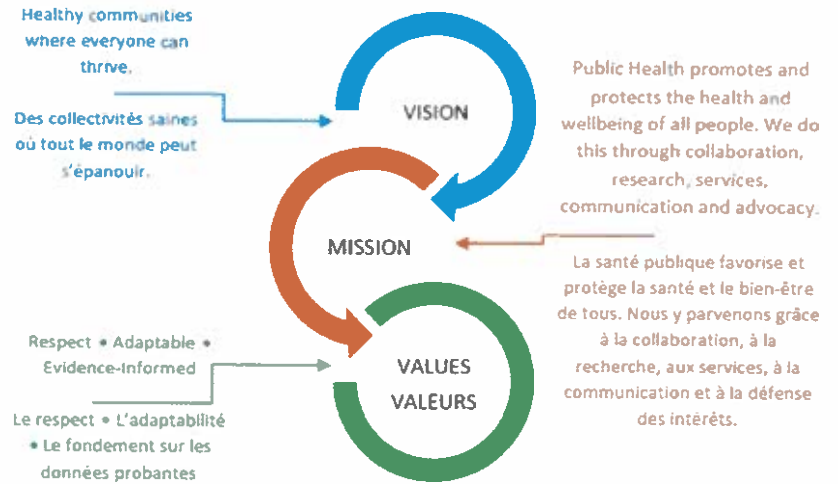 Healthy communities
where everyone can
thrive.
Des collectivités saines
où tout le monde peut
s'épanouir.
VISION
Public Health promotes and
protects the health and
wellbeing of all people. We do
this through collaboration,
research, services,
communication and advocacy.
MISSION
La santé publique favorise et
protège la santé et le bien-être
de tous. Nous y parvenons grâce
à la collaboration, à la
recherche, aux services, à la
communication et à la défense
des intérêts.
Respect • Adaptable •
Evidence-Informed
Le respect • L'adaptabilité
• Le fondement sur les
données probantes
VALUES
VALEURS